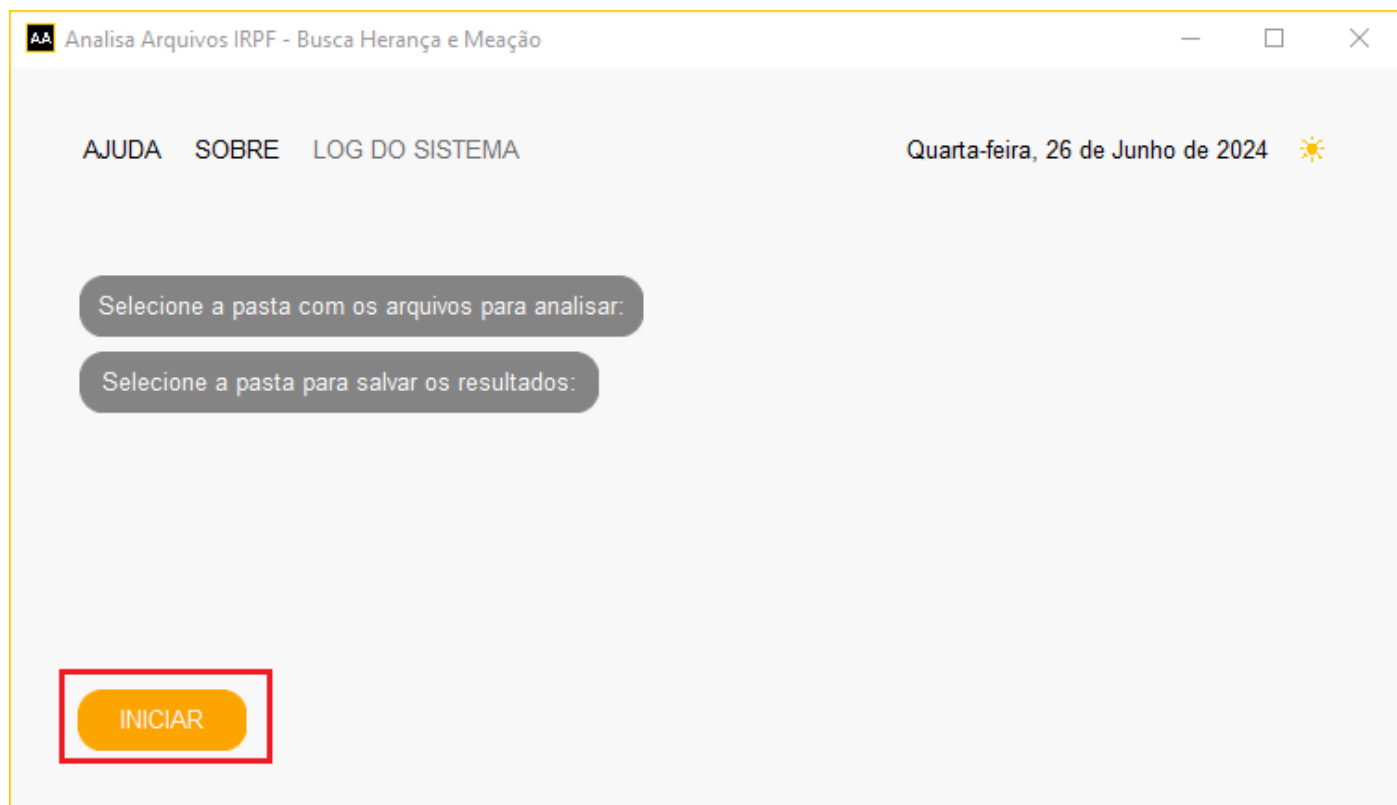 AA Analisa Arquivos IRPF - Busca Herança e Meação
AJUDA SOBRE LOG DO SISTEMA Quarta-feira, 26 de Junho de 2024
Selecione a pasta com os arquivos para analisar:
Selecione a pasta para salvar os resultados:
INICIAR